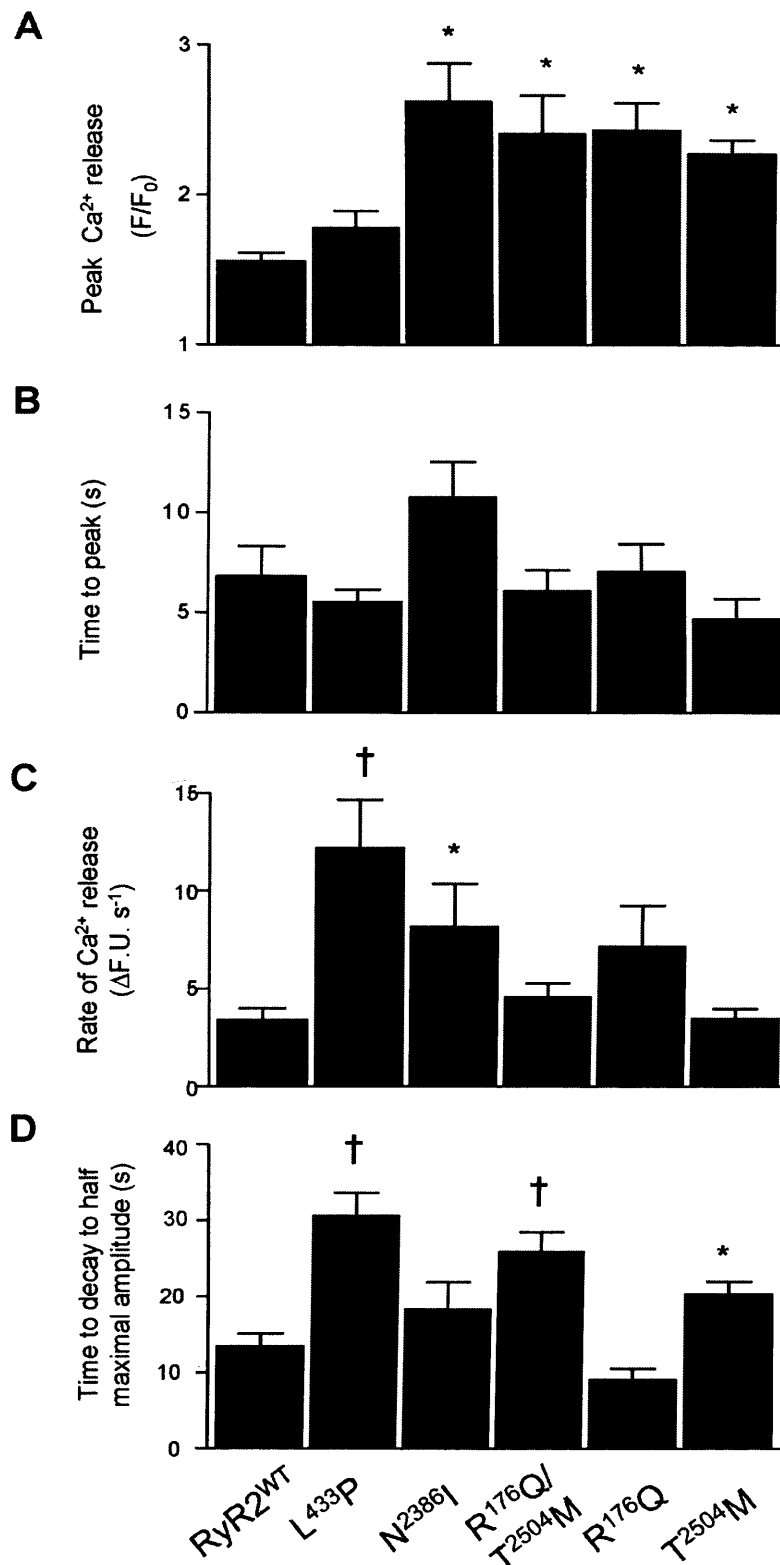 A
Peak Ca²⁺ release
(F/F₀)
3
2
1
*
*
*
*
B
Time to peak (s)
15
10
5
0
C
Rate of Ca²⁺ release
(ΔF.U. s⁻¹)
15
10
5
0
†
*
D
Time to decay to half
maximal amplitude (s)
40
30
20
10
0
†
†
*
RyR2ᵂᵀ
L⁴³³P
N²³⁸⁶I
R¹⁷⁶Q/
T²⁵⁰⁴M
R¹⁷⁶Q
T²⁵⁰⁴M